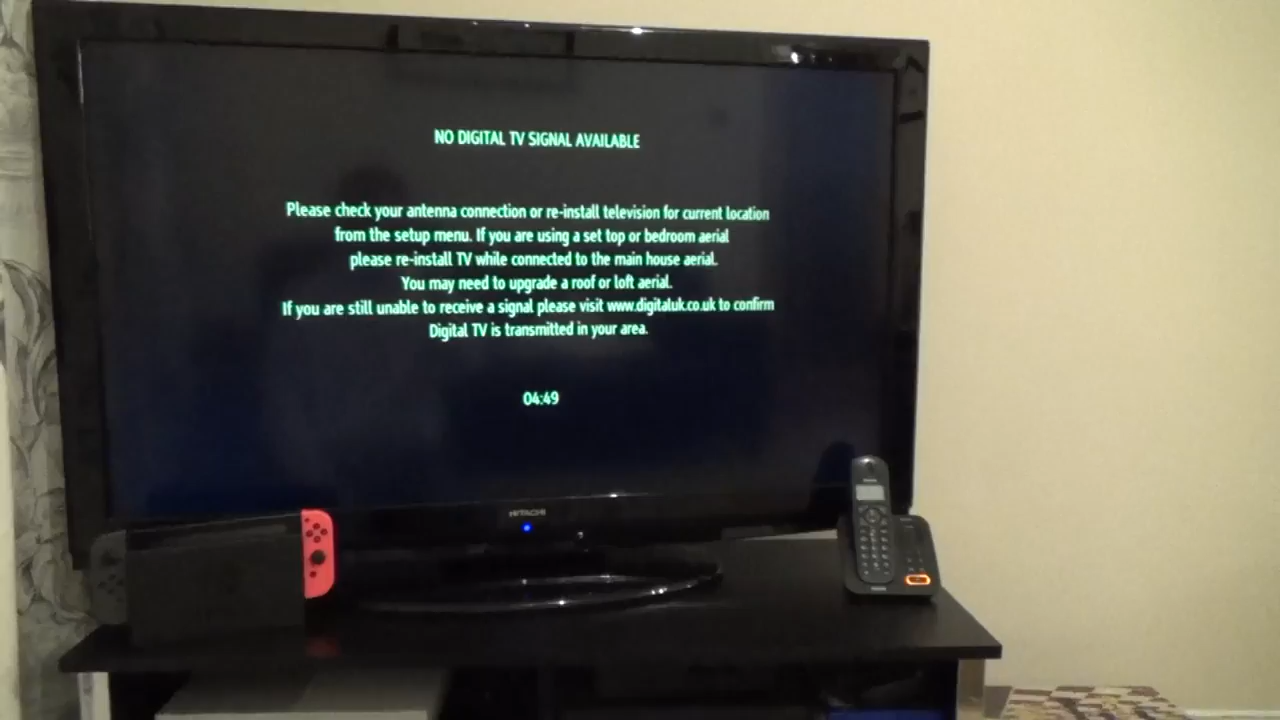 NO DIGITAL TV SIGNAL AVAILABLE
Please check your antenna connection or re-install television for current location
from the setup menu. If you are using a set top or bedroom aerial
please re-install TV while connected to the main house aerial.
You may need to upgrade a roof or loft aerial.
If you are still unable to receive a signal please visit www.digitaluk.co.uk to confirm
Digital TV is transmitted in your area.
04:49
HITACHI